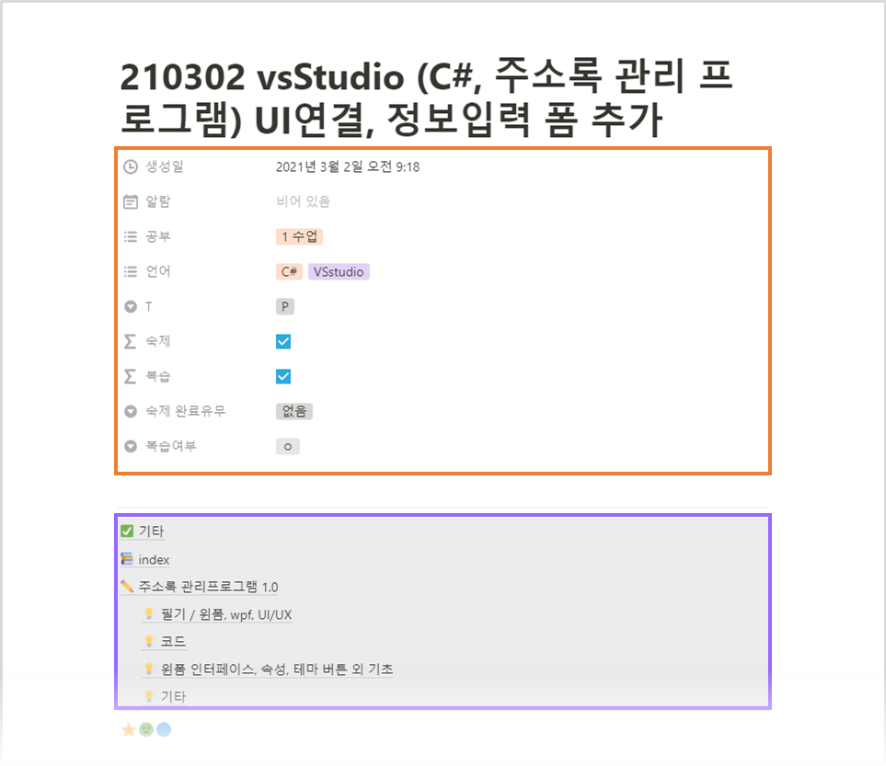 210302 vsStudio (C#, 주소록 관리 프
로그램) UI연결, 정보입력 폼 추가
생성일 2021년 3월 2일 오전 9:18
알람 비어 있음
공부 1 수업
언어 C# VSstudio
T P
숙제
복습
숙제 완료유무 없음
복습여부 ㅇ
기타
index
주소록 관리프로그램 1.0
필기 / 윈폼, wpf, UI/UX
코드
윈폼 인터페이스, 속성, 테마 버튼 외 기초
기타